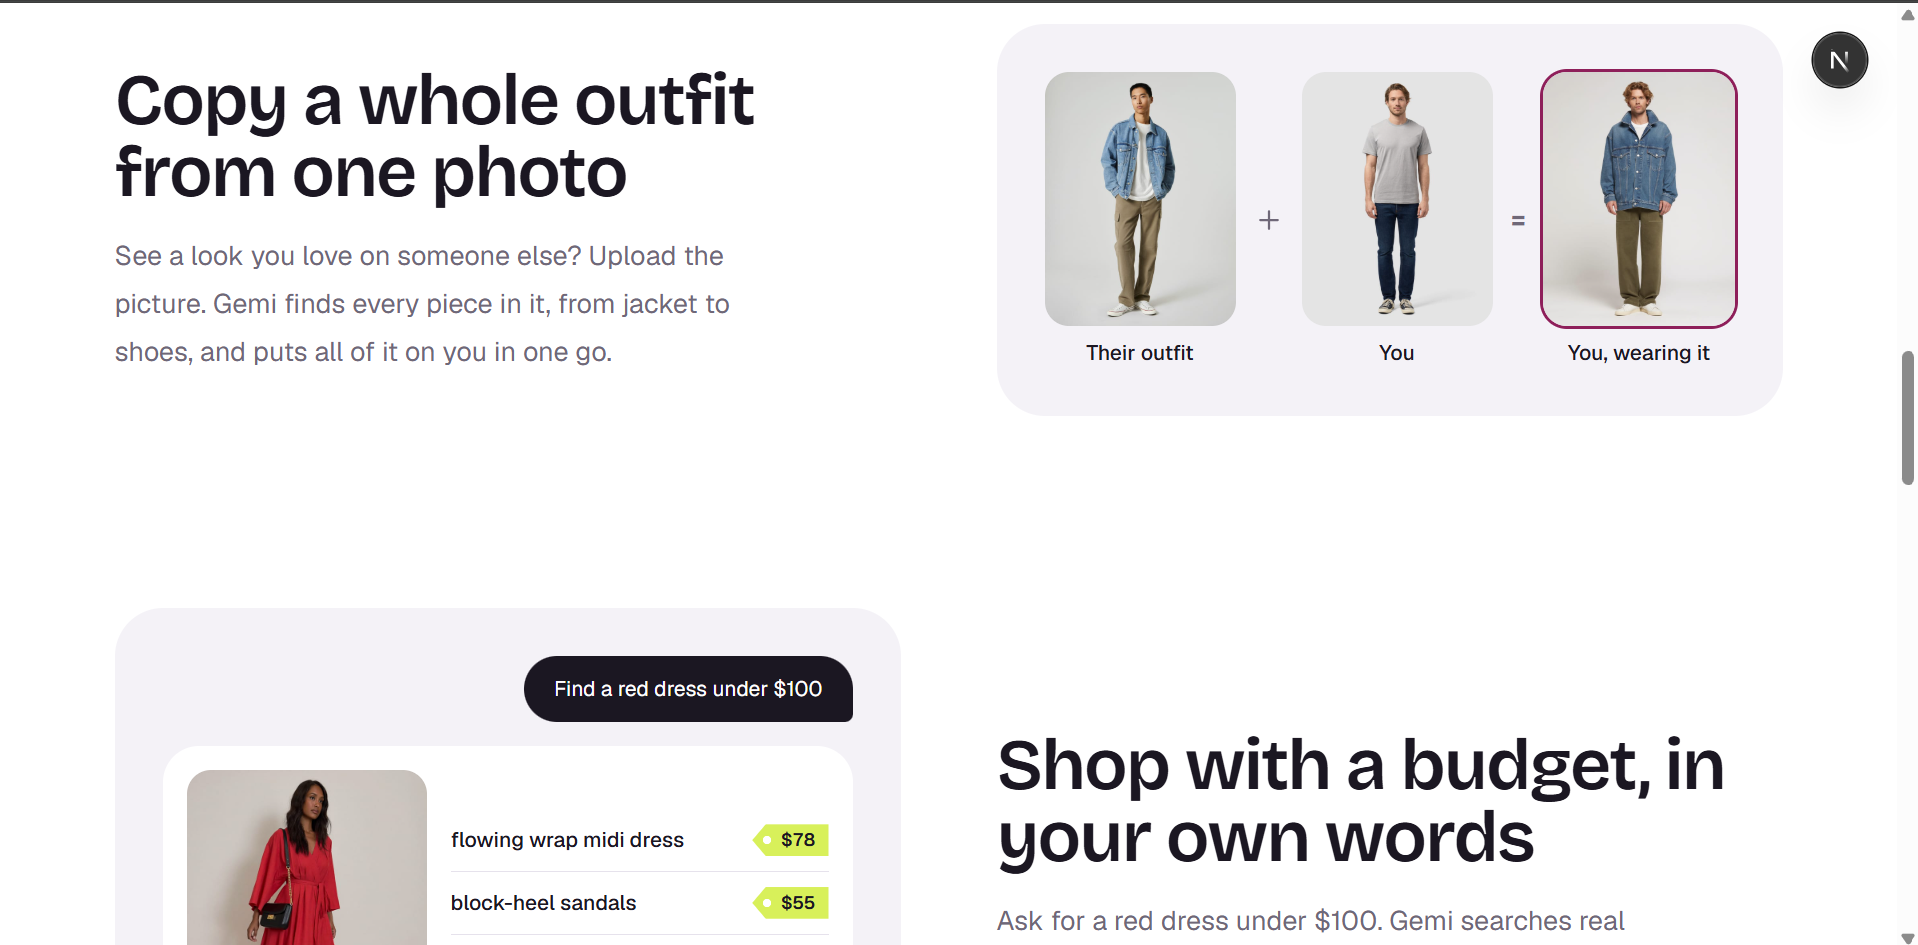 Copy a whole outfit
from one photo
See a look you love on someone else? Upload the
picture. Gemi finds every piece in it, from jacket to
shoes, and puts all of it on you in one go.
+
=
Their outfit
You
You, wearing it
N
Find a red dress under $100
flowing wrap midi dress $78
block-heel sandals $55
Shop with a budget, in
your own words
Ask for a red dress under $100. Gemi searches real